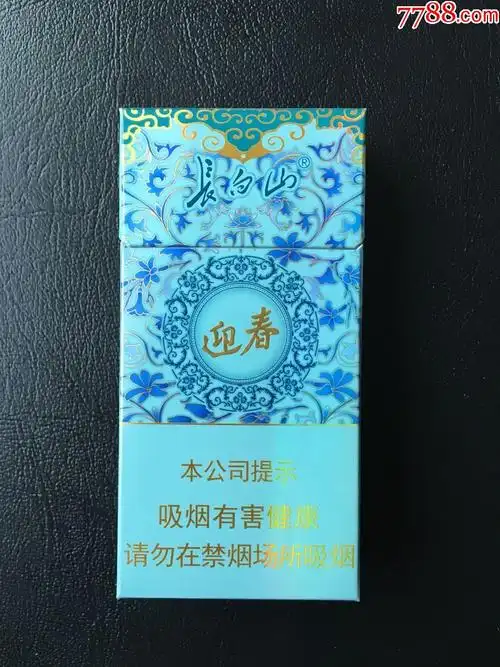 7788.com
長白山®
迎春
本公司提示
吸烟有害健康
请勿在禁烟场所吸烟